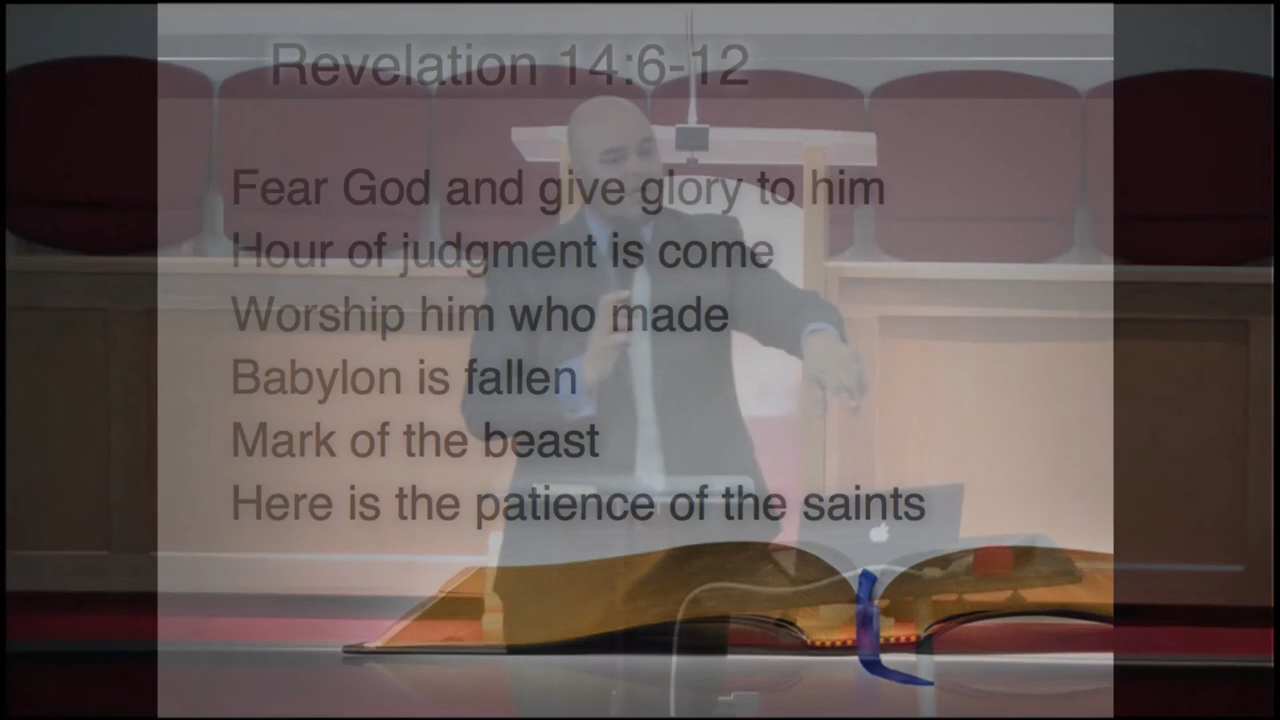 Revelation 14:6-12
Fear God and give glory to him
Hour of judgment is come
Worship him who made
Babylon is fallen
Mark of the beast
Here is the patience of the saints